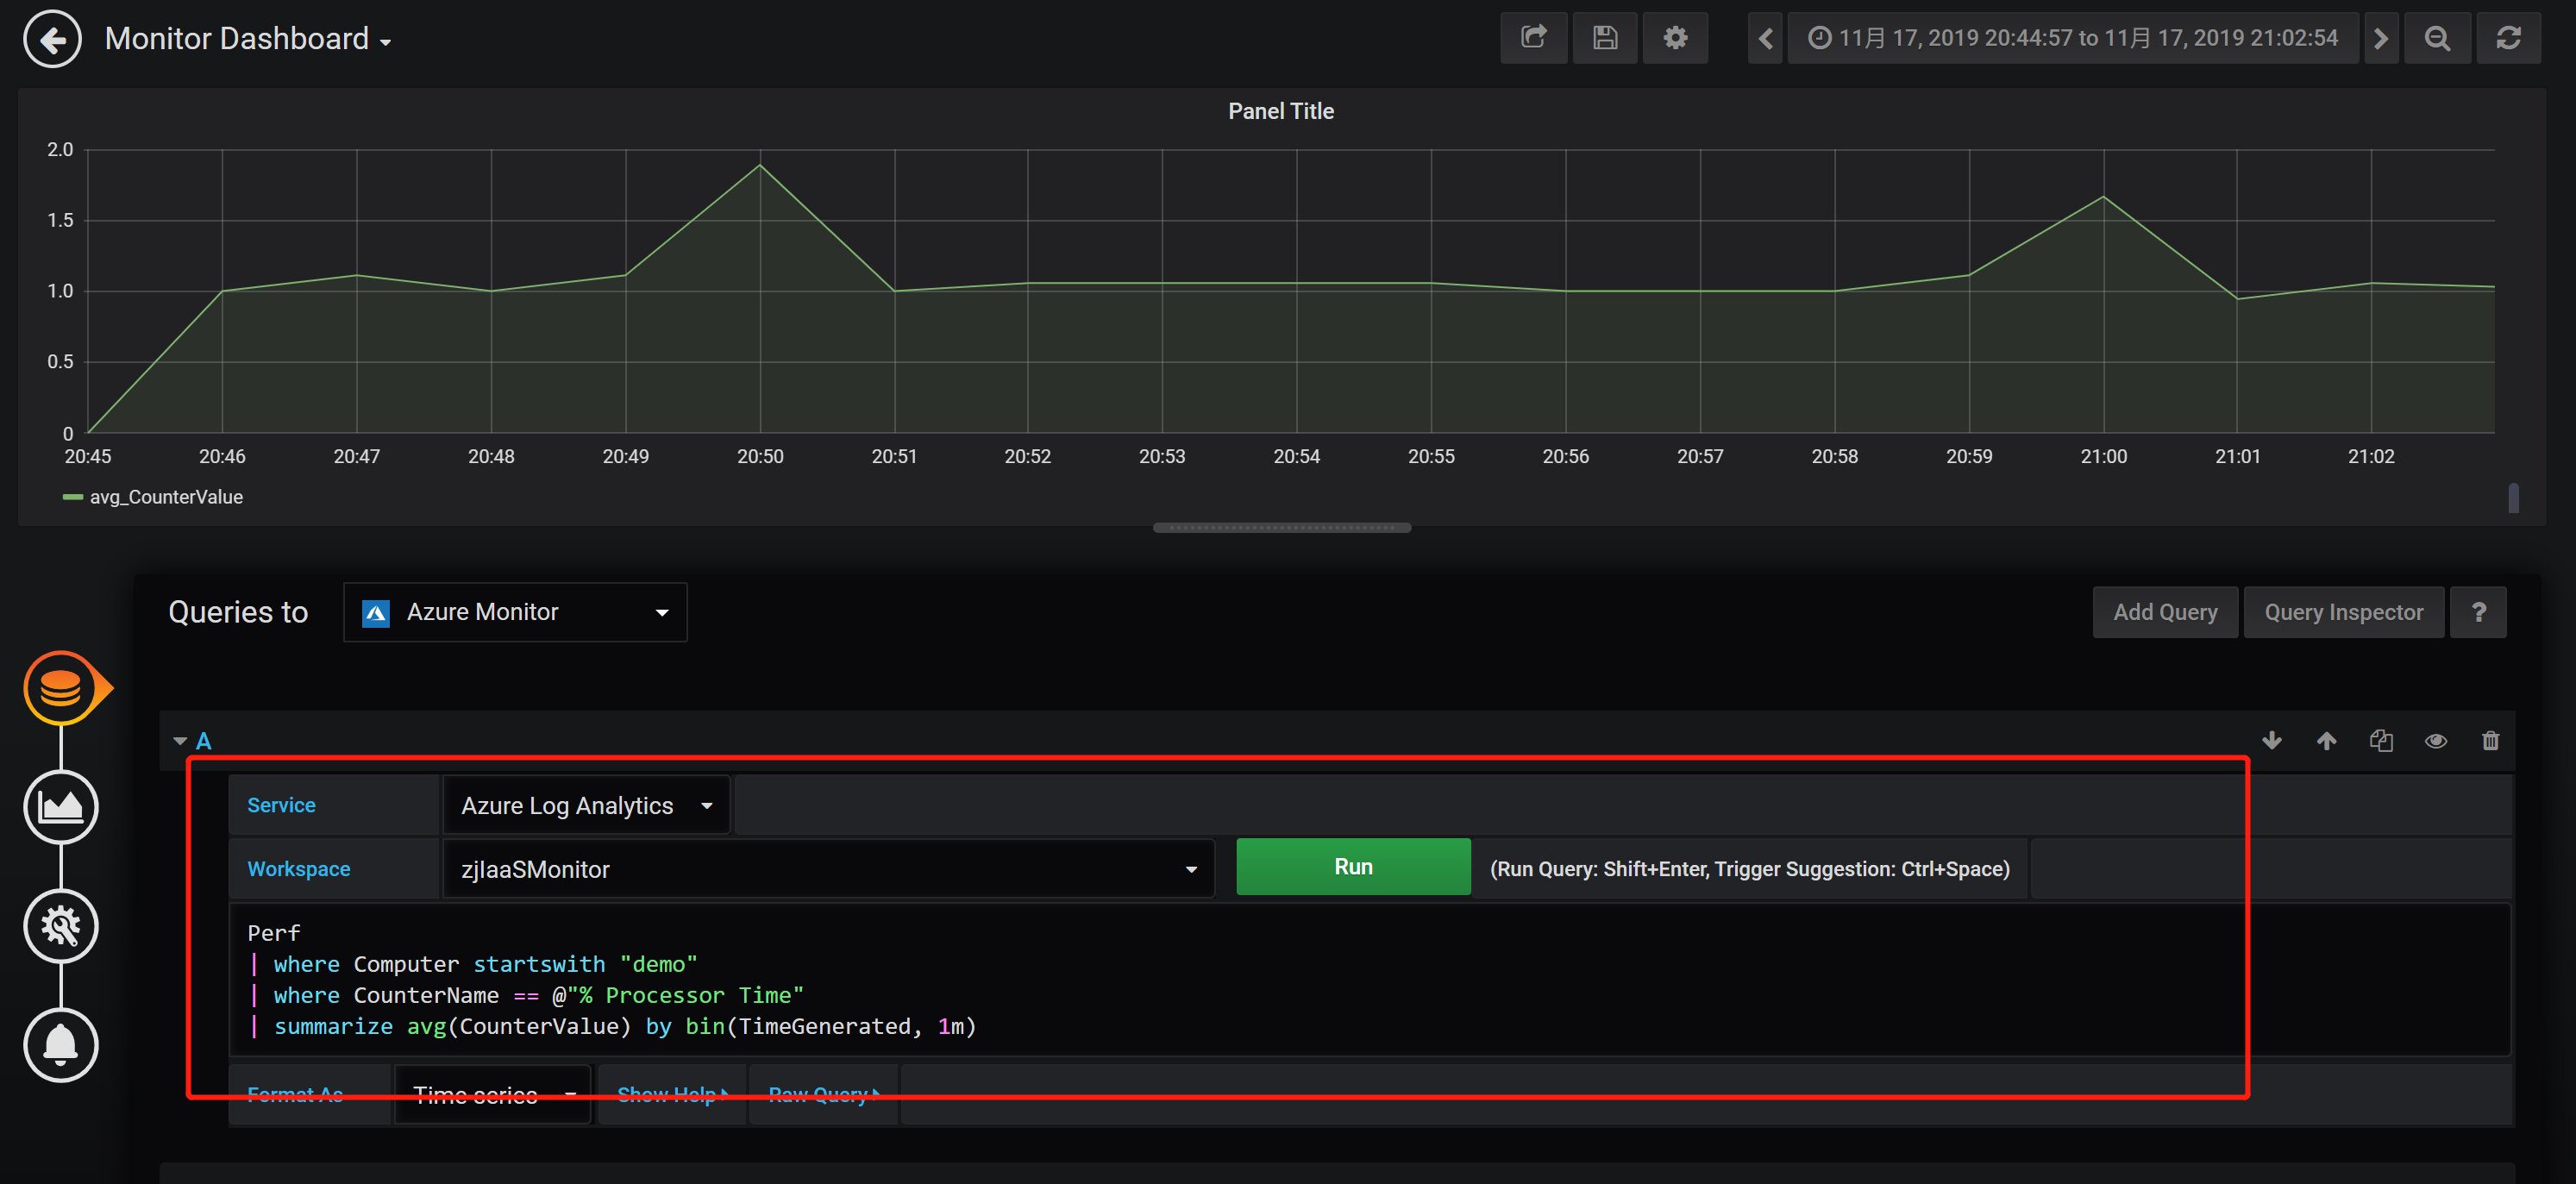 Monitor Dashboard
11月 17, 2019 20:44:57 to 11月 17, 2019 21:02:54
Panel Title
2.0
1.5
1.0
0.5
0
20:45 20:46 20:47 20:48 20:49 20:50 20:51 20:52 20:53 20:54 20:55 20:56 20:57 20:58 20:59 21:00 21:01 21:02
avg_CounterValue
Queries to Azure Monitor Add Query Query Inspector ?
A
Service Azure Log Analytics
Workspace zjIaaSMonitor Run (Run Query: Shift+Enter, Trigger Suggestion: Ctrl+Space)
Perf
| where Computer startswith "demo"
| where CounterName == @"% Processor Time"
| summarize avg(CounterValue) by bin(TimeGenerated, 1m)
Format As Time series Show Help Raw Query